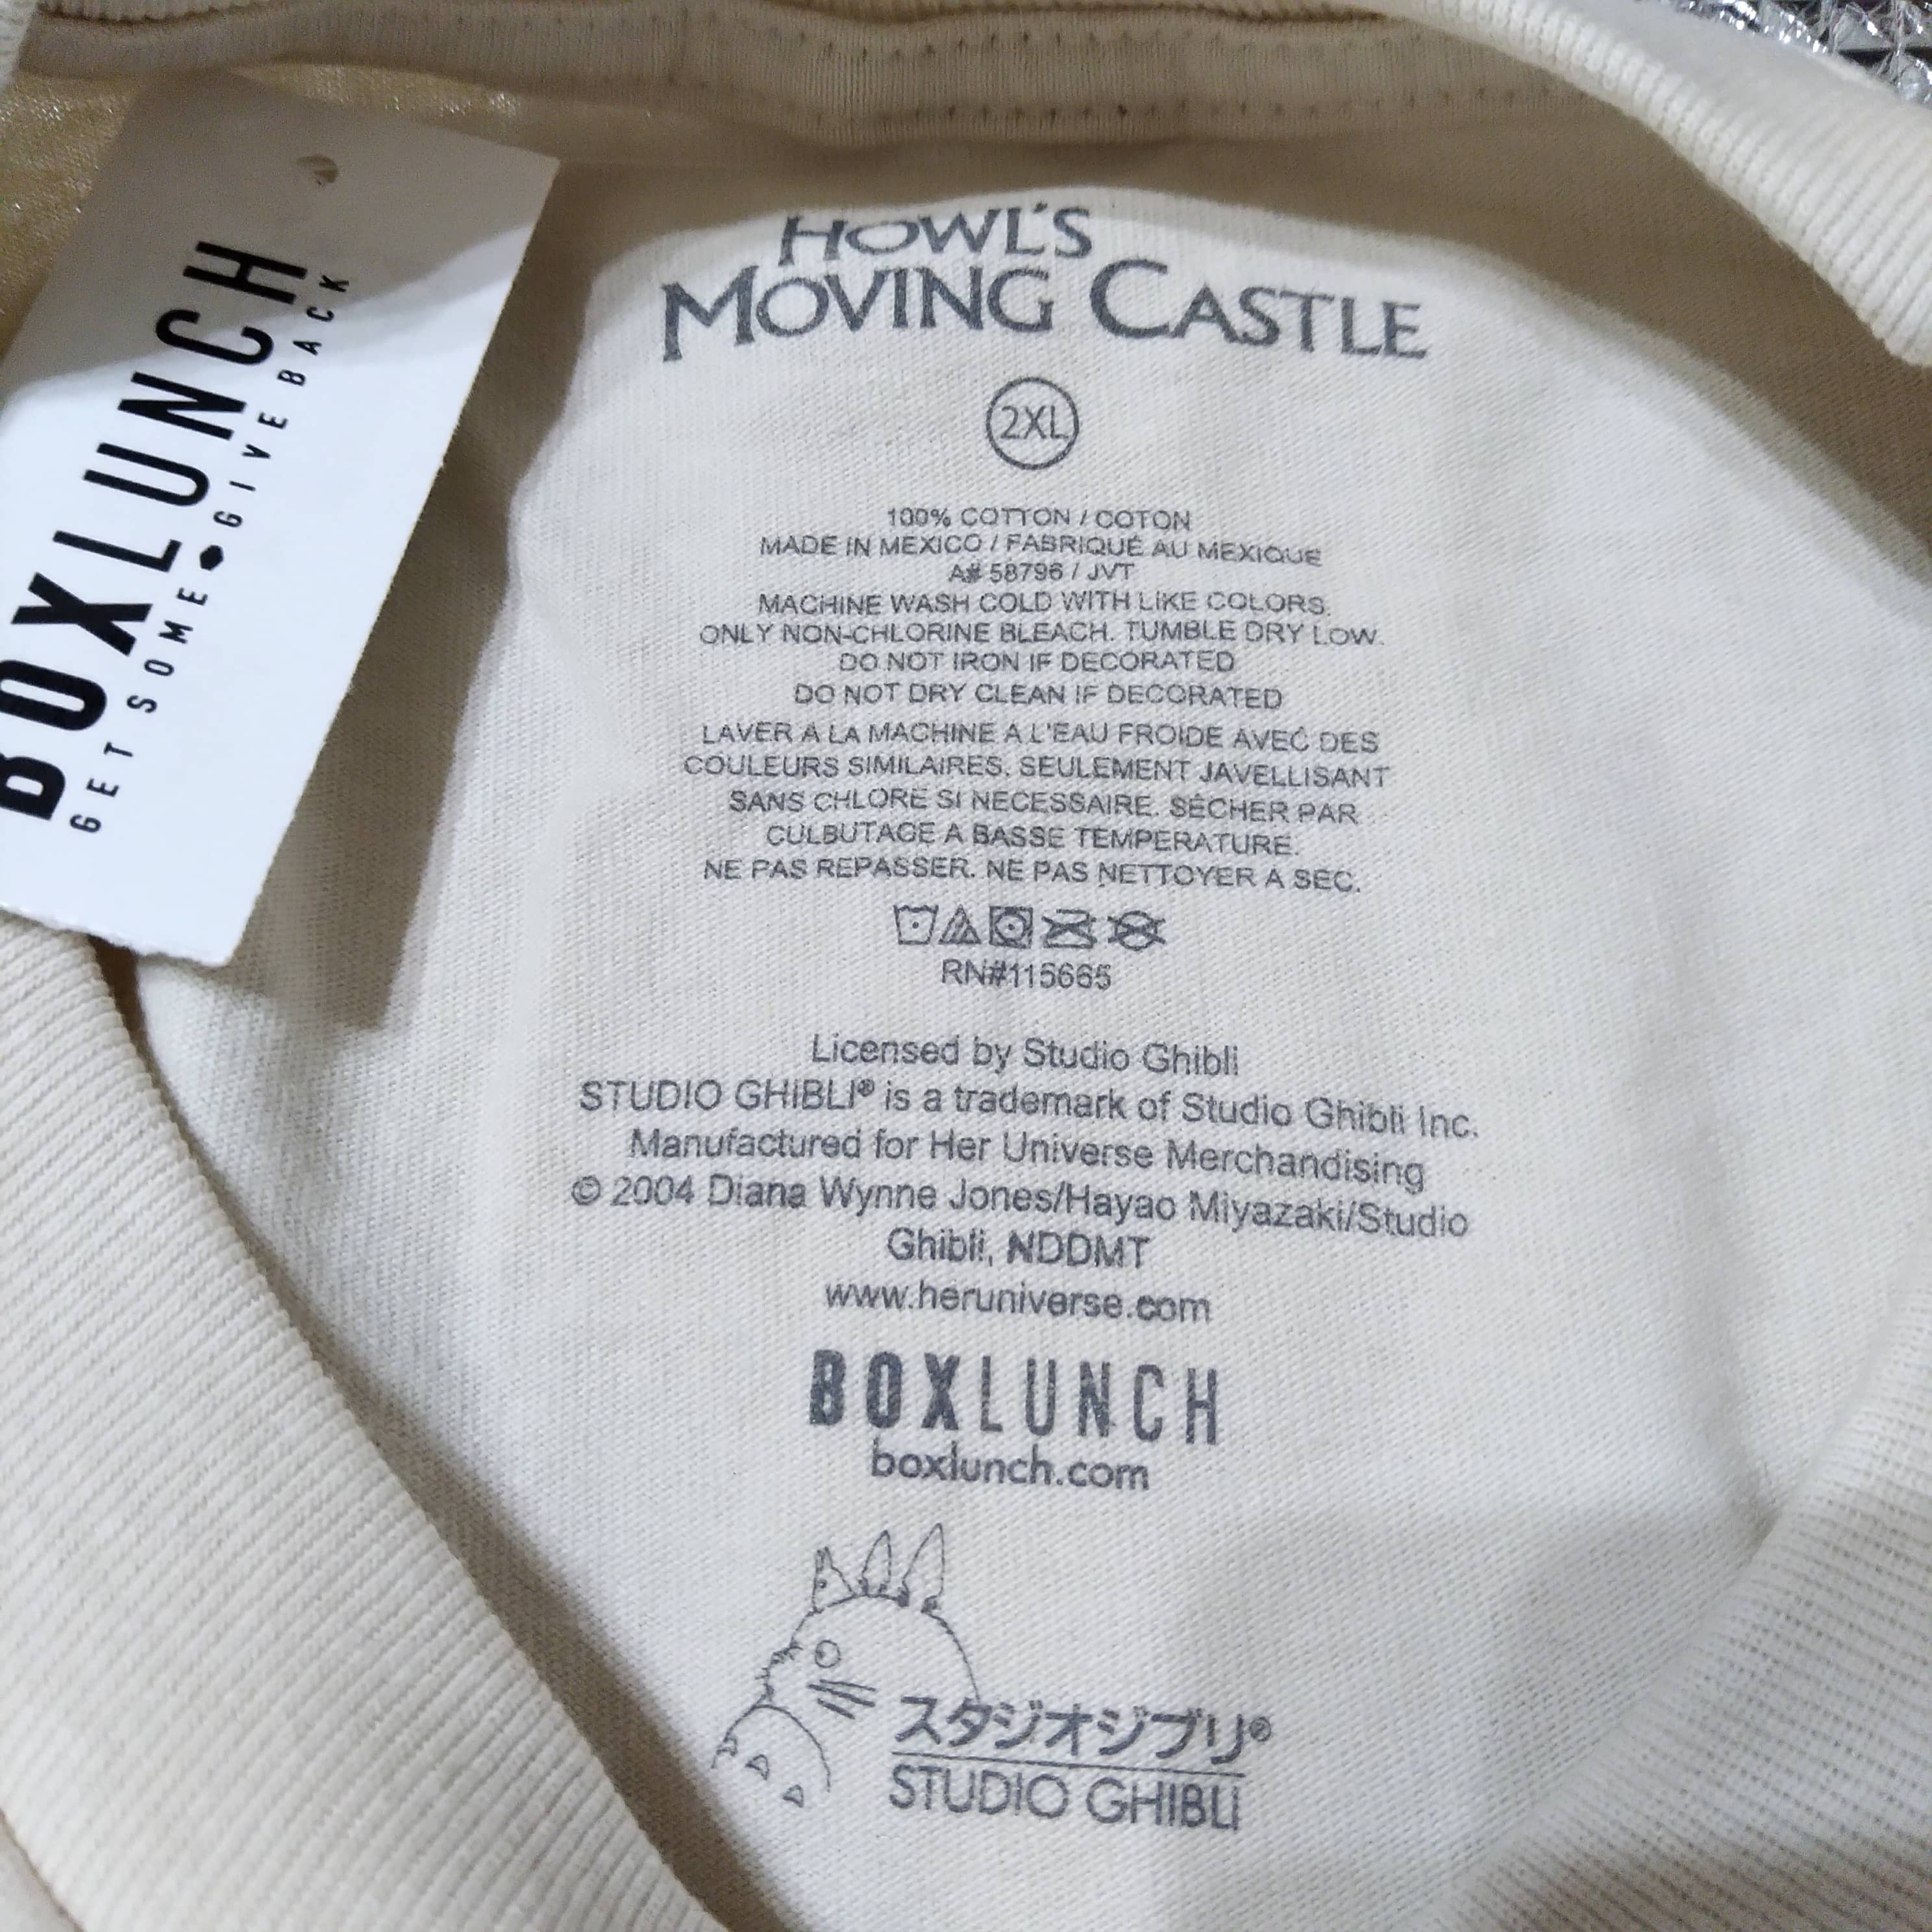 BOXLUNCH
GET SOME GIVE BACK
HOWL'S
MOVING CASTLE
2XL
100% COTTON / COTON
MADE IN MEXICO / FABRIQUÉ AU MEXIQUE
A# 58796 / JVT
MACHINE WASH COLD WITH LIKE COLORS.
ONLY NON-CHLORINE BLEACH. TUMBLE DRY LOW.
DO NOT IRON IF DECORATED
DO NOT DRY CLEAN IF DECORATED
LAVER A LA MACHINE A L'EAU FROIDE AVEC DES
COULEURS SIMILAIRES. SEULEMENT JAVELLISANT
SANS CHLORE SI NECESSAIRE. SÉCHER PAR
CULBUTAGE A BASSE TEMPERATURE.
NE PAS REPASSER. NE PAS NETTOYER A SEC.
RN#115665
Licensed by Studio Ghibli
STUDIO GHIBLI® is a trademark of Studio Ghibli Inc.
Manufactured for Her Universe Merchandising
© 2004 Diana Wynne Jones/Hayao Miyazaki/Studio
Ghibli, NDDMT
www.heruniverse.com
BOXLUNCH
boxlunch.com
スタジオジブリ®
STUDIO GHIBLI